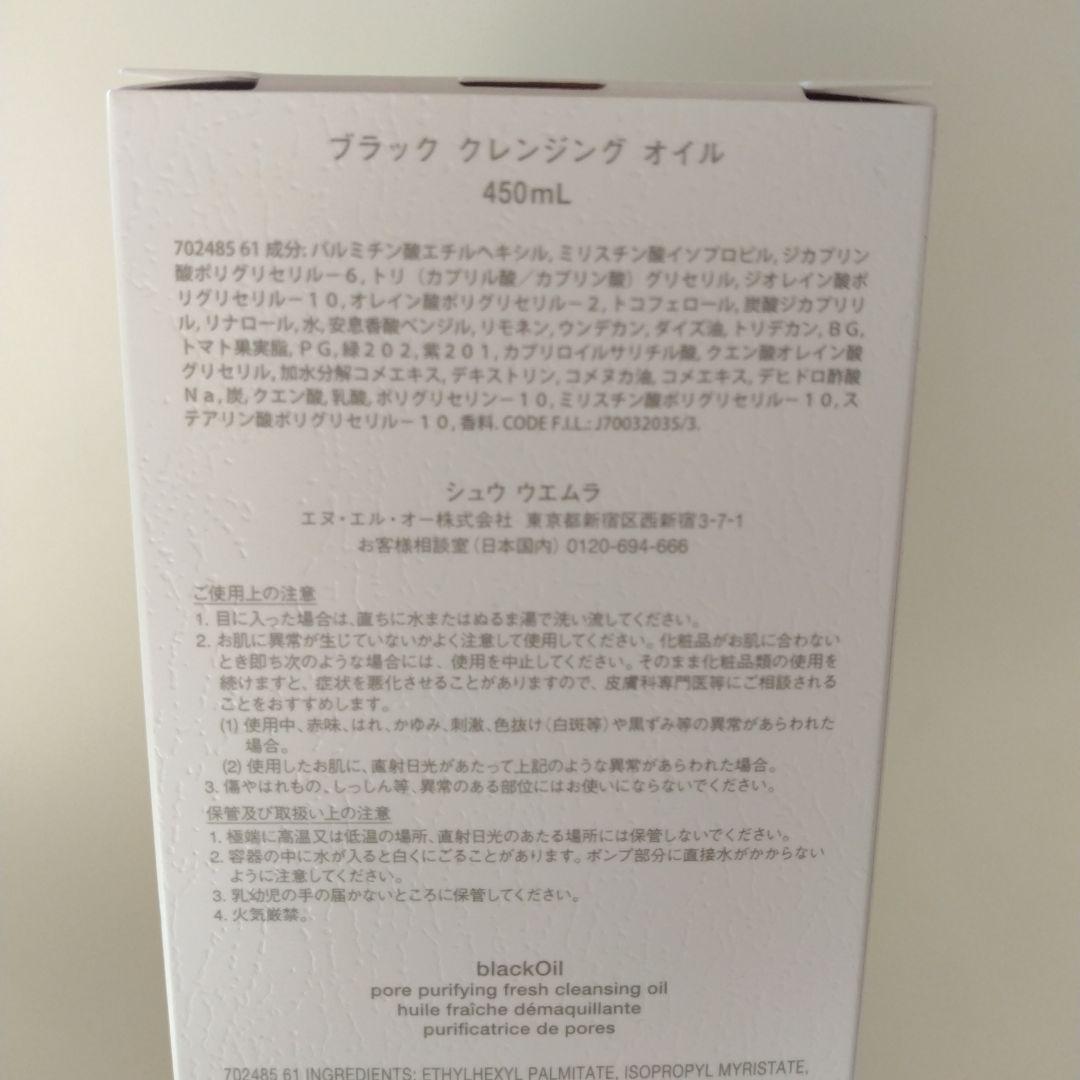 ブラック クレンジング オイル
450mL
702485 61 成分: パルミチン酸エチルヘキシル, ミリスチン酸イソプロピル, ジカプリン
酸ポリグリセリル－６, トリ（カプリル酸／カプリン酸）グリセリル, ジオレイン酸ポ
リグリセリル－１０, オレイン酸ポリグリセリル－２, トコフェロール, 炭酸ジカプリリ
ル, リナロール, 水, 安息香酸ベンジル, リモネン, ウンデカン, ダイズ油, トリデカン, ＢＧ,
トマト果実脂, ＰＧ, 緑２０２, 紫２０１, カプリロイルサリチル酸, クエン酸オレイン酸
グリセリル, 加水分解コメエキス, デキストリン, コメヌカ油, コメエキス, デヒドロ酢酸
Ｎａ, 炭, クエン酸, 乳酸, ポリグリセリン－１０, ミリスチン酸ポリグリセリル－１０, ス
テアリン酸ポリグリセリル－１０, 香料. CODE F.I.L.: J70032035/3.
シュウ ウエムラ
エヌ・エル・オー株式会社 東京都新宿区西新宿3-7-1
お客様相談室（日本国内）0120-694-666
ご使用上の注意
1. 目に入った場合は、直ちに水またはぬるま湯で洗い流してください。
2. お肌に異常が生じていないかよく注意して使用してください。化粧品がお肌に合わない
とき即ち次のような場合には、使用を中止してください。そのまま化粧品類の使用を
続けますと、症状を悪化させることがありますので、皮膚科専門医等にご相談される
ことをおすすめします。
(1) 使用中、赤味、はれ、かゆみ、刺激、色抜け（白斑等）や黒ずみ等の異常があらわれた
場合。
(2) 使用したお肌に、直射日光があたって上記のような異常があらわれた場合。
3. 傷やはれもの、しっしん等、異常のある部位にはお使いにならないでください。
保管及び取扱い上の注意
1. 極端に高温又は低温の場所、直射日光のあたる場所には保管しないでください。
2. 容器の中に水が入ると白くにごることがあります。ポンプ部分に直接水がかからない
ように注意してください。
3. 乳幼児の手の届かないところに保管してください。
4. 火気厳禁。
blackOil
pore purifying fresh cleansing oil
huile fraîche démaquillante
purificatrice de pores
702485 61 INGREDIENTS: ETHYLHEXYL PALMITATE, ISOPROPYL MYRISTATE,